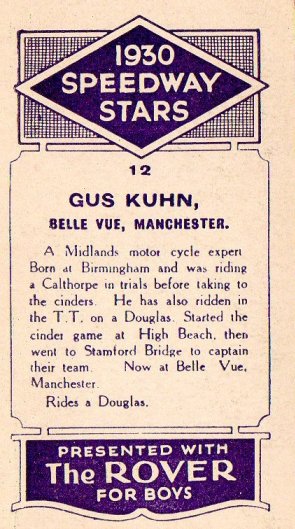 1930
SPEEDWAY
STARS
12
GUS KUHN,
BELLE VUE, MANCHESTER.
A Midlands motor cycle expert
Born at Birmingham and was riding
a Calthorpe in trials before taking to
the cinders. He has also ridden in
the T.T. on a Douglas. Started the
cinder game at High Beach, then
went to Stamford Bridge to captain
their team. Now at Belle Vue,
Manchester.
Rides a Douglas.
PRESENTED WITH
The ROVER
FOR BOYS